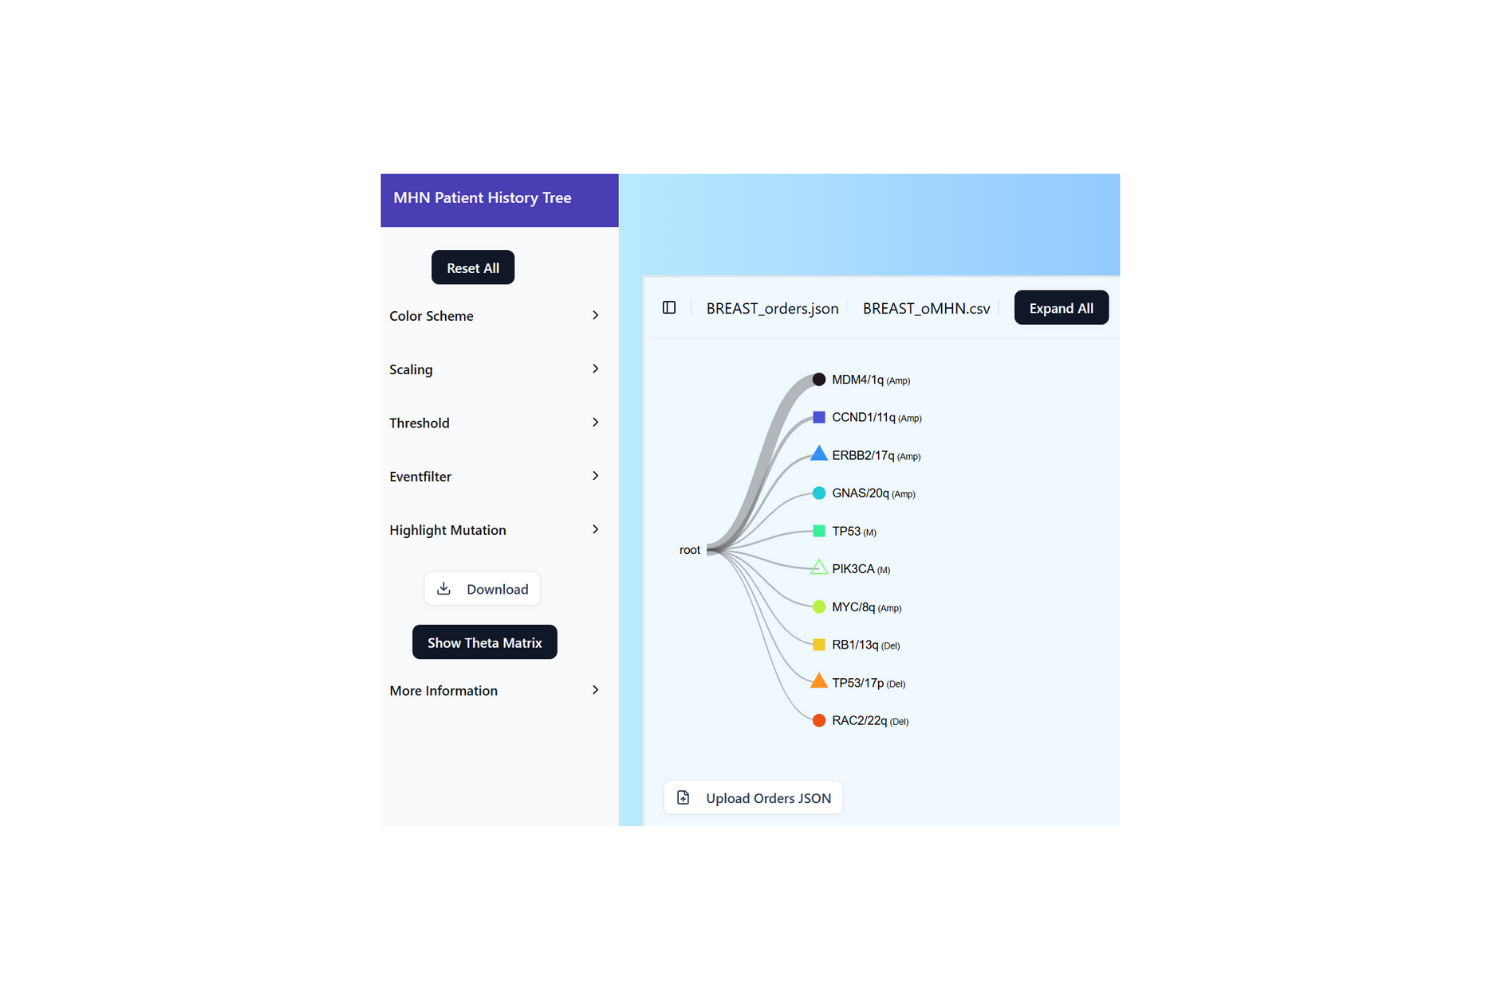 MHN Patient History Tree
Reset All
Color Scheme
Scaling
Threshold
Eventfilter
Highlight Mutation
Download
Show Theta Matrix
More Information
BREAST_orders.json
BREAST_oMHN.csv
Expand All
root
MDM4/1q (Amp)
CCND1/11q (Amp)
ERBB2/17q (Amp)
GNAS/20q (Amp)
TP53 (M)
PIK3CA (M)
MYC/8q (Amp)
RB1/13q (Del)
TP53/17p (Del)
RAC2/22q (Del)
Upload Orders JSON